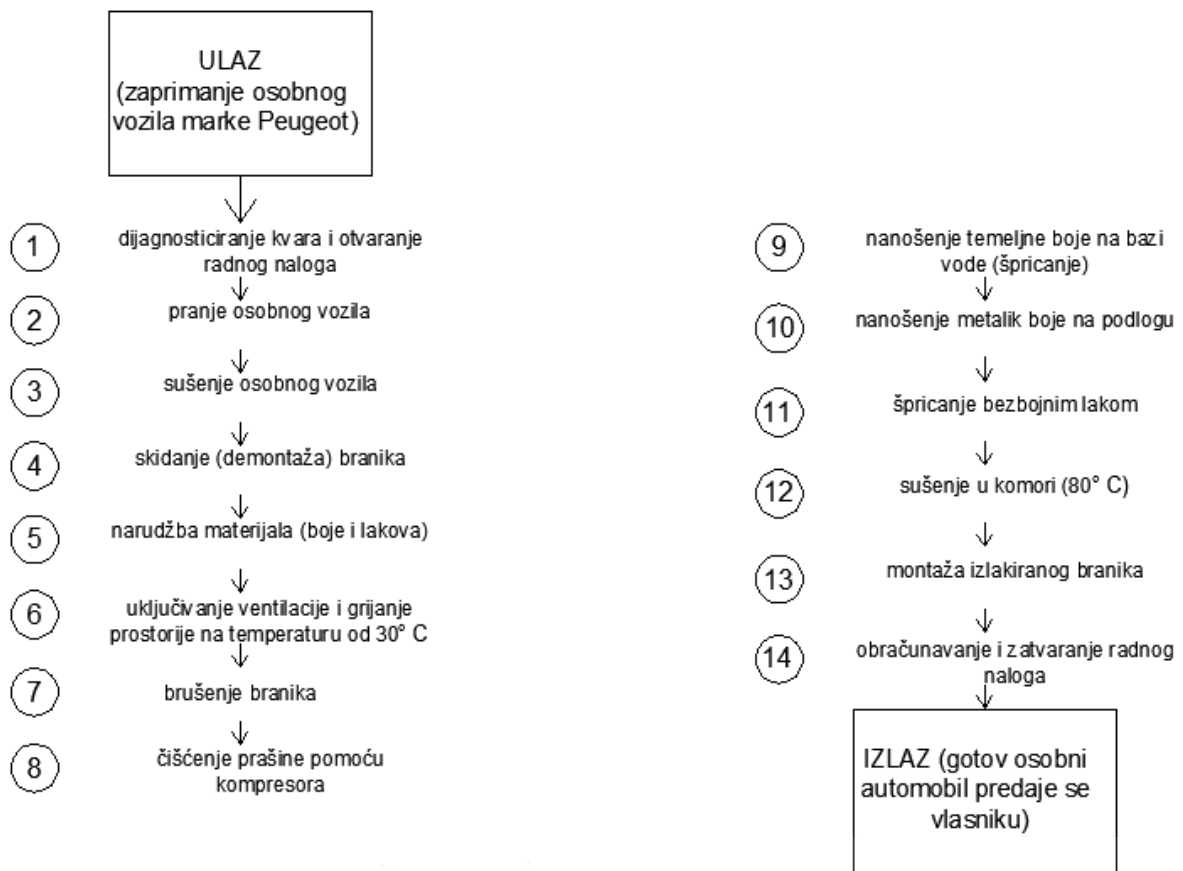 ULAZ
(zaprimanje osobnog
vozila marke Peugeot)
1
dijagnosticiranje kvara i otvaranje
radnog naloga
2
pranje osobnog vozila
3
sušenje osobnog vozila
4
skidanje (demontaža) branika
5
narudžba materijala (boje i lakova)
6
uključivanje ventilacije i grijanje
prostorije na temperaturu od 30° C
7
brušenje branika
8
čišćenje prašine pomoću
kompresora
9
nanošenje temeljne boje na bazi
vode (špricanje)
10
nanošenje metalik boje na podlogu
11
špricanje bezbojnim lakom
12
sušenje u komori (80° C)
13
montaža izlakiranog branika
14
obračunavanje i zatvaranje radnog
naloga
IZLAZ (gotov osobni
automobil predaje se
vlasniku)